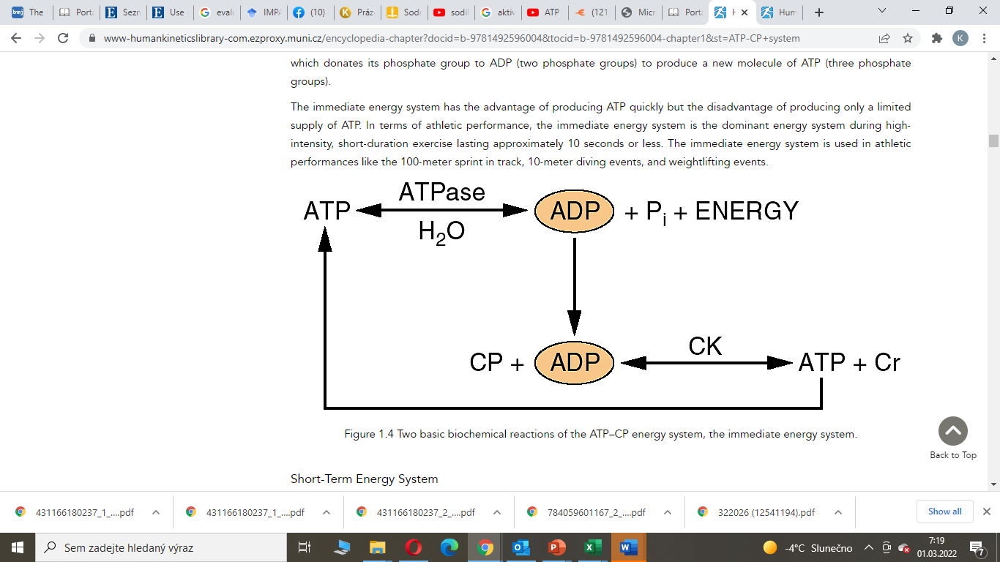 The
Porta
Sezn
Use
evalu
IMPA
(10)
Práz
Sodr
sodí
aktiv
ATP
(121
Micr
Porta
Hum
www-humankineticslibrary-com.ezproxy.muni.cz/encyclopedia-chapter?docid=b-9781492596004&tocid=b-9781492596004-chapter1&st=ATP-CP+system
K
which donates its phosphate group to ADP (two phosphate groups) to produce a new molecule of ATP (three phosphate
groups).
The immediate energy system has the advantage of producing ATP quickly but the disadvantage of producing only a limited
supply of ATP. In terms of athletic performance, the immediate energy system is the dominant energy system during high-
intensity, short-duration exercise lasting approximately 10 seconds or less. The immediate energy system is used in athletic
performances like the 100-meter sprint in track, 10-meter diving events, and weightlifting events.
ATPase
ATP ADP + Pi + ENERGY
H2O
CK
CP + ADP ATP + Cr
Figure 1.4 Two basic biochemical reactions of the ATP–CP energy system, the immediate energy system.
Back to Top
Short-Term Energy System
431166180237_1_....pdf
431166180237_1_....pdf
431166180237_2_....pdf
784059601167_2_....pdf
322026 (12541194).pdf
Show all
Sem zadejte hledaný výraz
-4°C Slunečno
7:19
01.03.2022
7